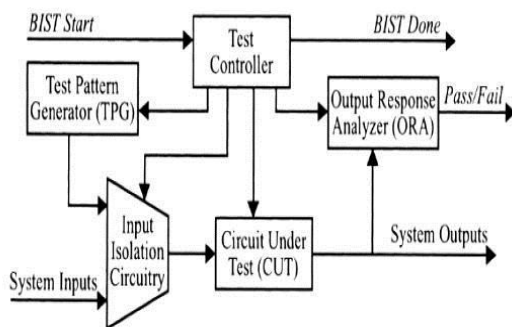 BIST Start
Test
Controller
BIST Done
Test Pattern
Generator (TPG)
Output Response
Analyzer (ORA)
Pass/Fail
Input
Isolation
Circuitry
Circuit Under
Test (CUT)
System Outputs
System Inputs